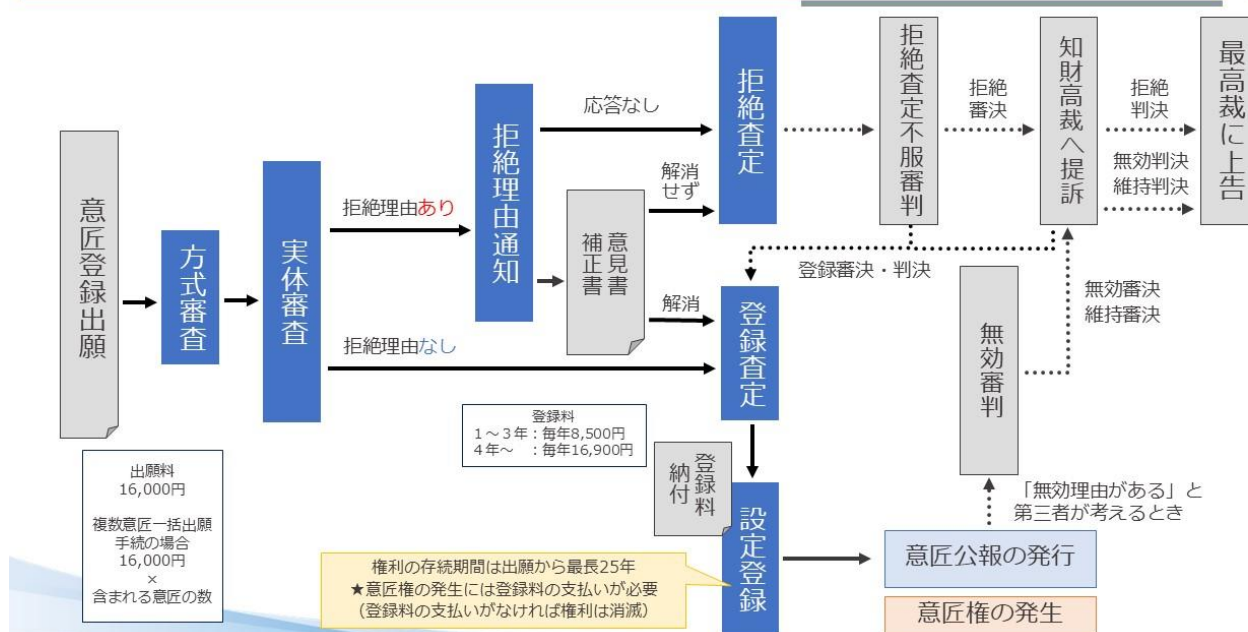 意匠登録出願
方式審査
実体審査
拒絶理由あり
拒絶理由なし
拒絶理由通知
応答なし
意見書
補正書
解消
せず
解消
拒絶査定
登録査定
拒絶査定不服審判
拒絶
審決
知財高裁へ提訴
拒絶
判決
無効判決
維持判決
最高裁に上告
登録審決・判決
無効審決
維持審決
無効審判
登録料
1～3年:毎年8,500円
4年～ :毎年16,900円
登録料
納付
設定登録
「無効理由がある」と
第三者が考えるとき
意匠公報の発行
意匠権の発生
出願料
16,000円
複数意匠一括出願
手続の場合
16,000円
×
含まれる意匠の数
権利の存続期間は出願から最長25年
★意匠権の発生には登録料の支払いが必要
(登録料の支払いがなければ権利は消滅)